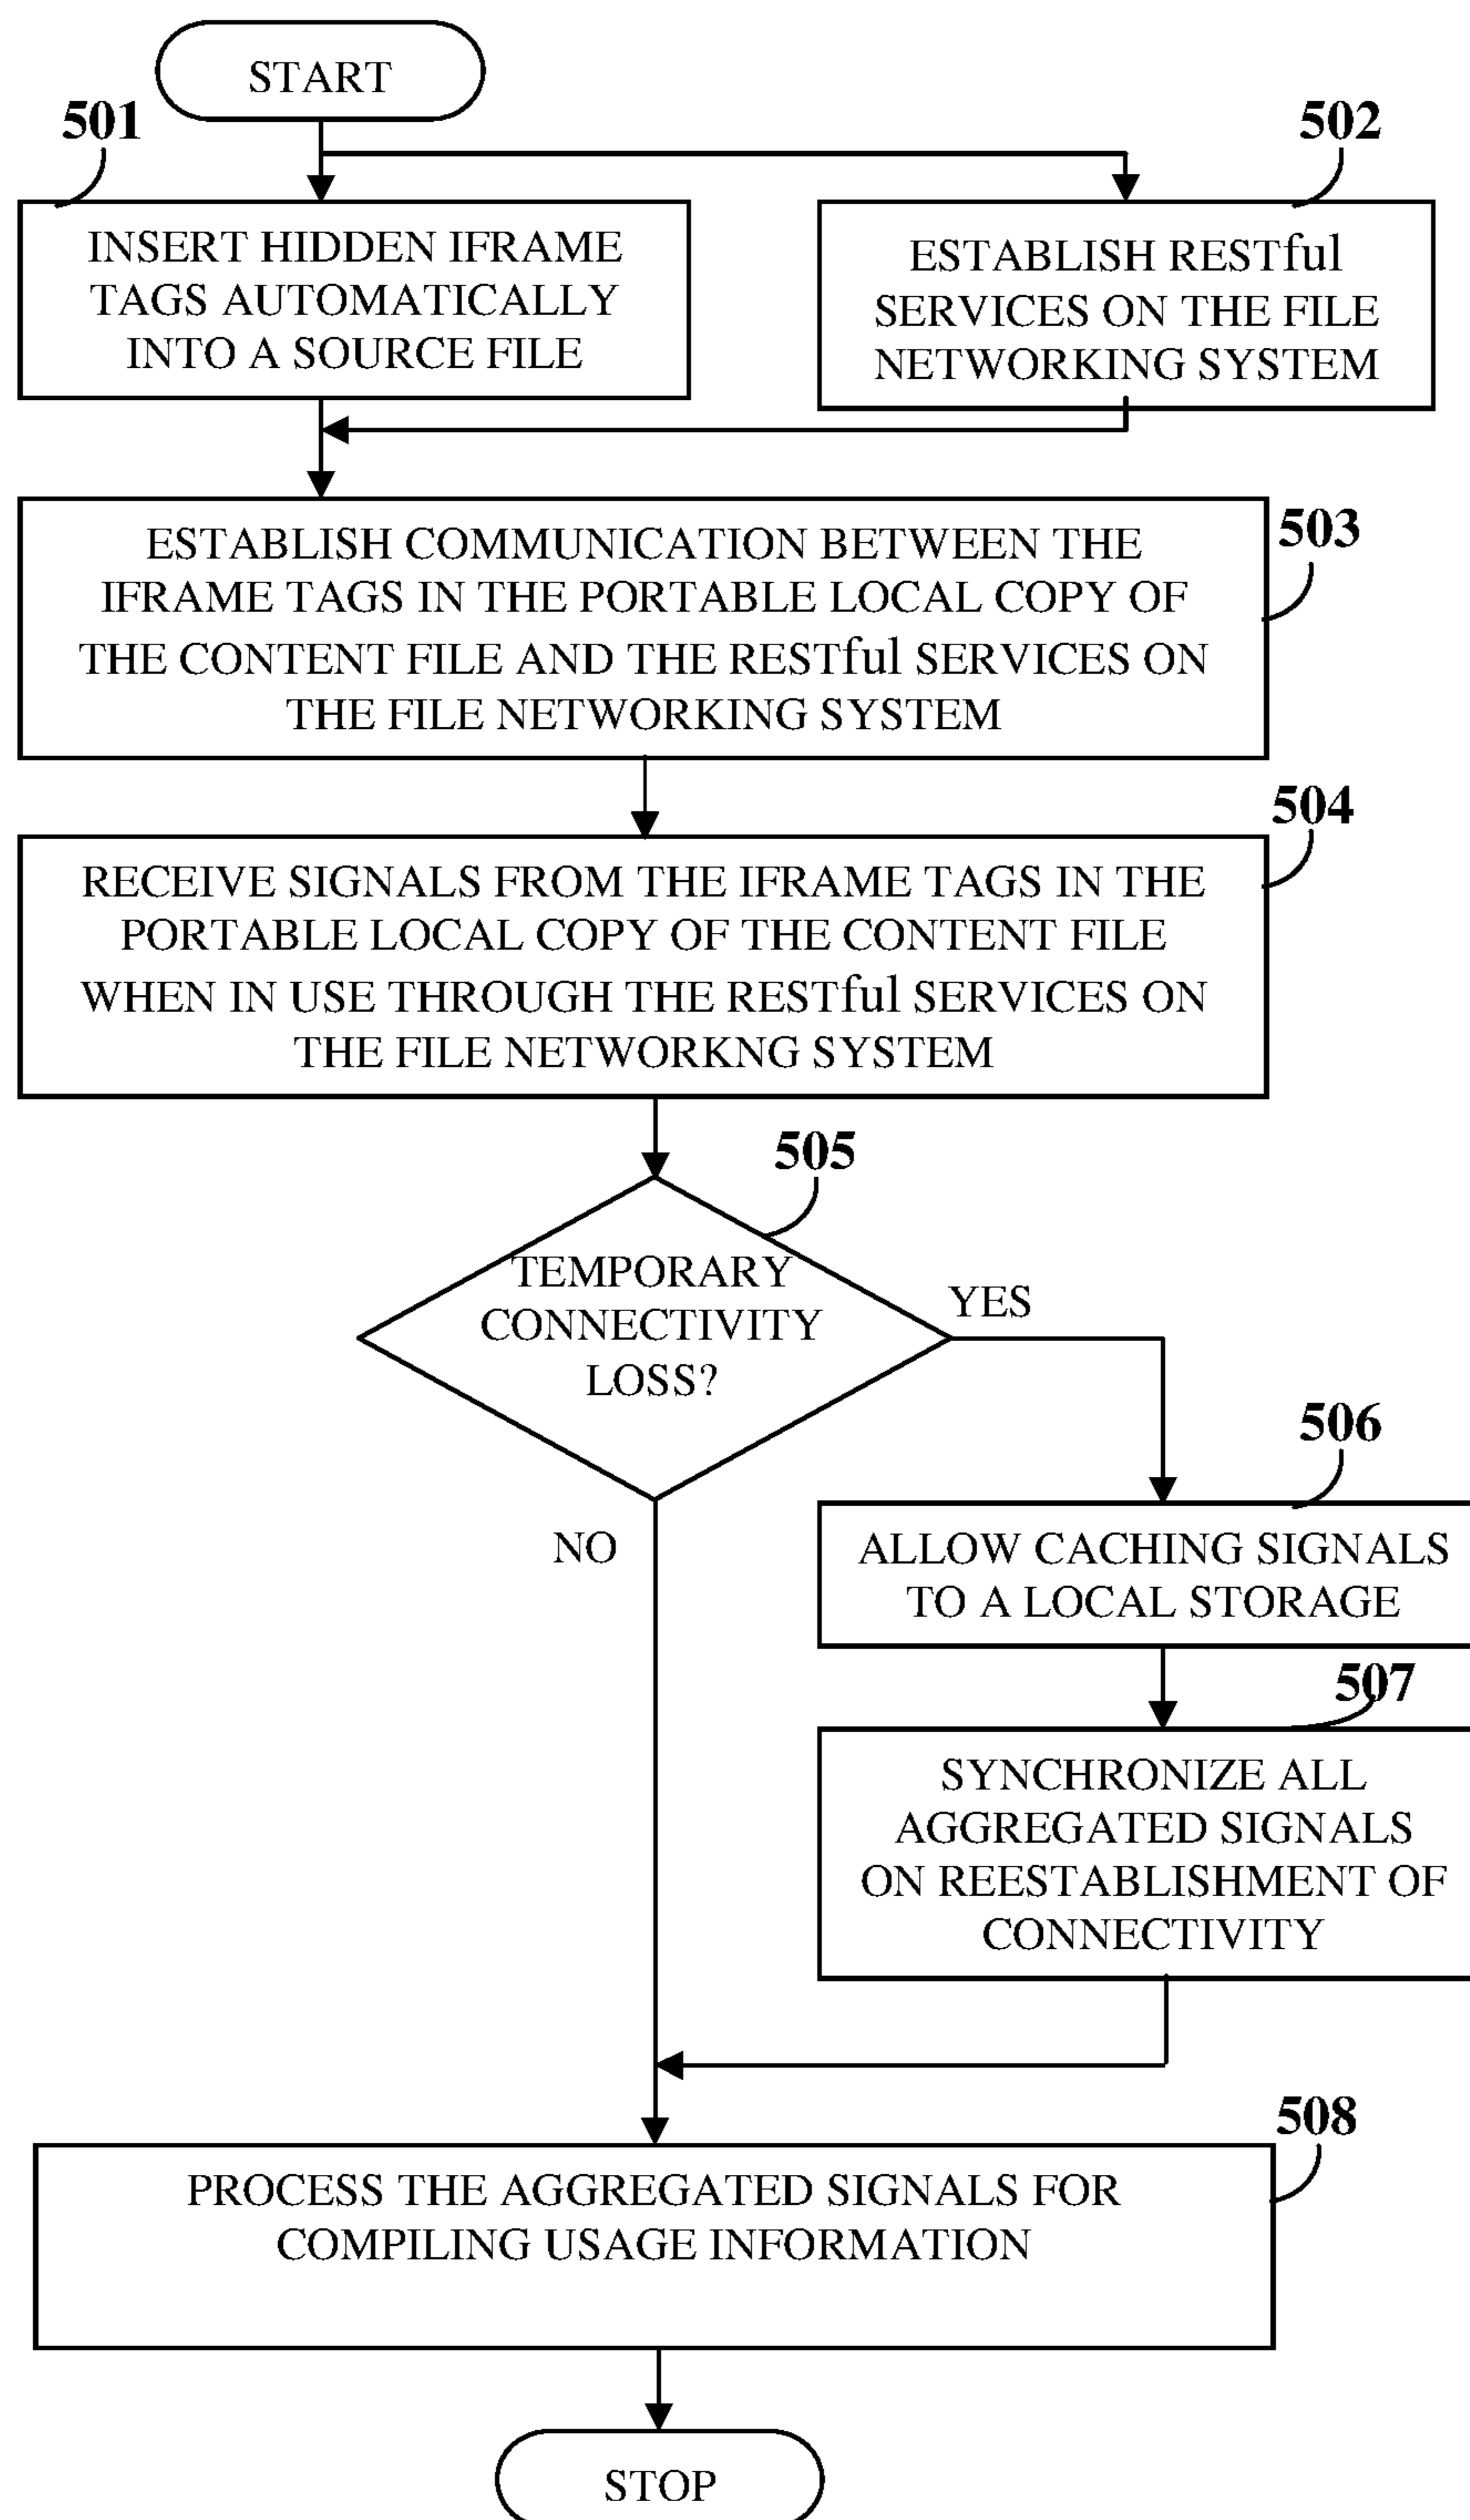 START
501
502
INSERT HIDDEN IFRAME
TAGS AUTOMATICALLY
INTO A SOURCE FILE
ESTABLISH RESTful
SERVICES ON THE FILE
NETWORKING SYSTEM
503
ESTABLISH COMMUNICATION BETWEEN THE
IFRAME TAGS IN THE PORTABLE LOCAL COPY OF
THE CONTENT FILE AND THE RESTful SERVICES ON
THE FILE NETWORKING SYSTEM
504
RECEIVE SIGNALS FROM THE IFRAME TAGS IN THE
PORTABLE LOCAL COPY OF THE CONTENT FILE
WHEN IN USE THROUGH THE RESTful SERVICES ON
THE FILE NETWORKNG SYSTEM
505
TEMPORARY
CONNECTIVITY
LOSS?
YES
NO
506
ALLOW CACHING SIGNALS
TO A LOCAL STORAGE
507
SYNCHRONIZE ALL
AGGREGATED SIGNALS
ON REESTABLISHMENT OF
CONNECTIVITY
508
PROCESS THE AGGREGATED SIGNALS FOR
COMPILING USAGE INFORMATION
STOP